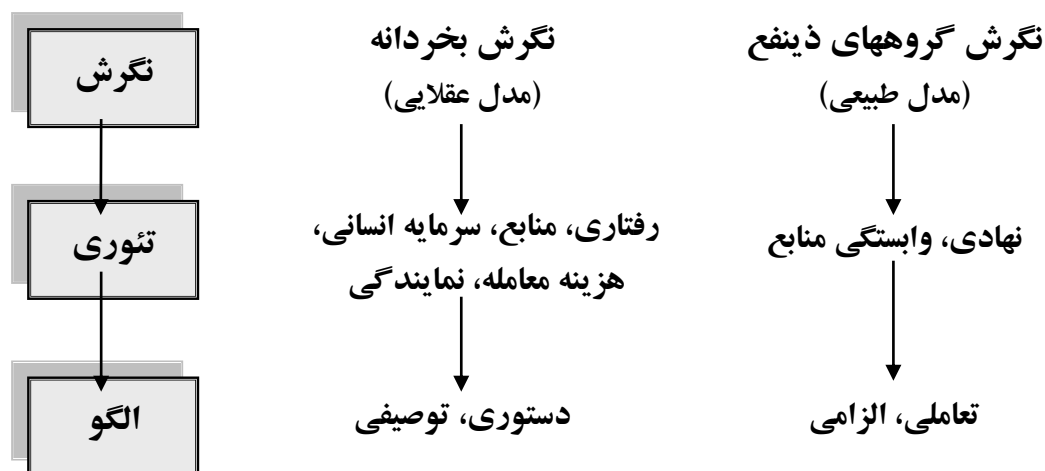 نگرش گروههای ذینفع
(مدل طبیعی)
نگرش بخردانه
(مدل عقلایی)
نگرش
نهادی، وابستگی منابع
رفتاری، منابع، سرمایه انسانی،
هزینه معامله، نمایندگی
تئوری
تعاملی، الزامی
دستوری، توصیفی
الگو